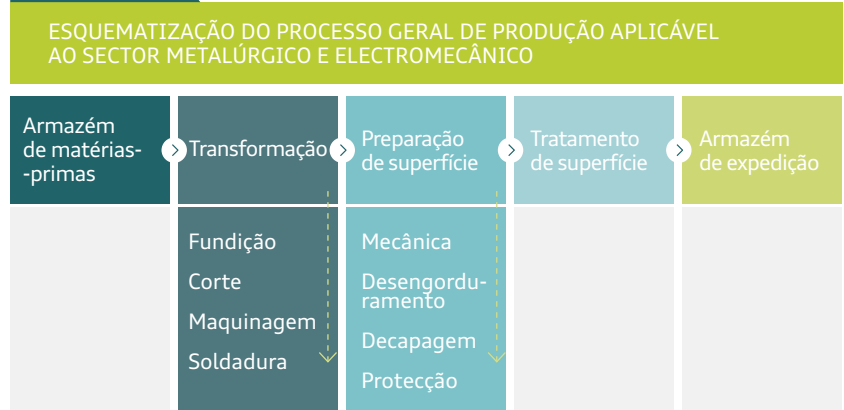 ESQUEMATIZAÇÃO DO PROCESSO GERAL DE PRODUÇÃO APLICÁVEL
AO SECTOR METALÚRGICO E ELECTROMECÂNICO
Armazém
de matérias-
-primas
Transformação
Preparação
de superfície
Tratamento
de superfície
Armazém
de expedição
Fundição
Corte
Maquinagem
Soldadura
Mecânica
Desengordu-
ramento
Decapagem
Protecção